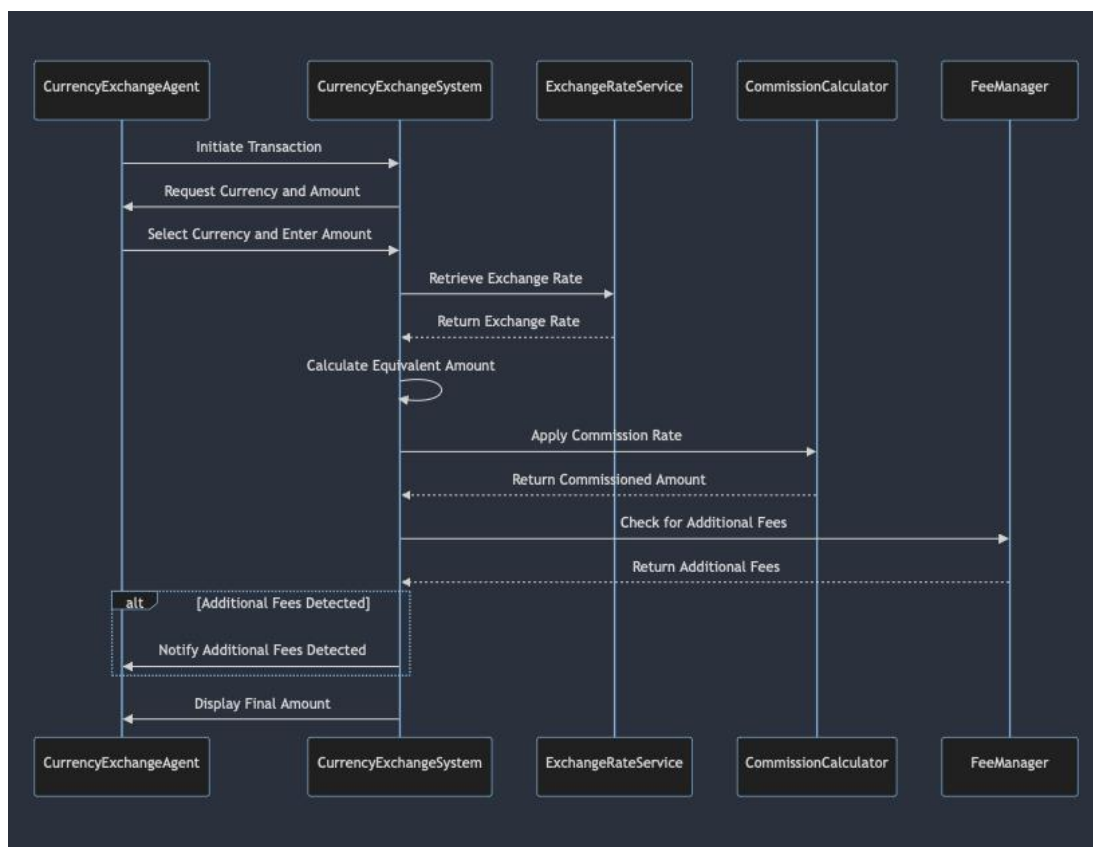 CurrencyExchangeAgent CurrencyExchangeSystem ExchangeRateService CommissionCalculator FeeManager
Initiate Transaction
Request Currency and Amount
Select Currency and Enter Amount
Retrieve Exchange Rate
Return Exchange Rate
Calculate Equivalent Amount
Apply Commission Rate
Return Commissioned Amount
Check for Additional Fees
Return Additional Fees
alt [Additional Fees Detected]
Notify Additional Fees Detected
Display Final Amount
CurrencyExchangeAgent CurrencyExchangeSystem ExchangeRateService CommissionCalculator FeeManager